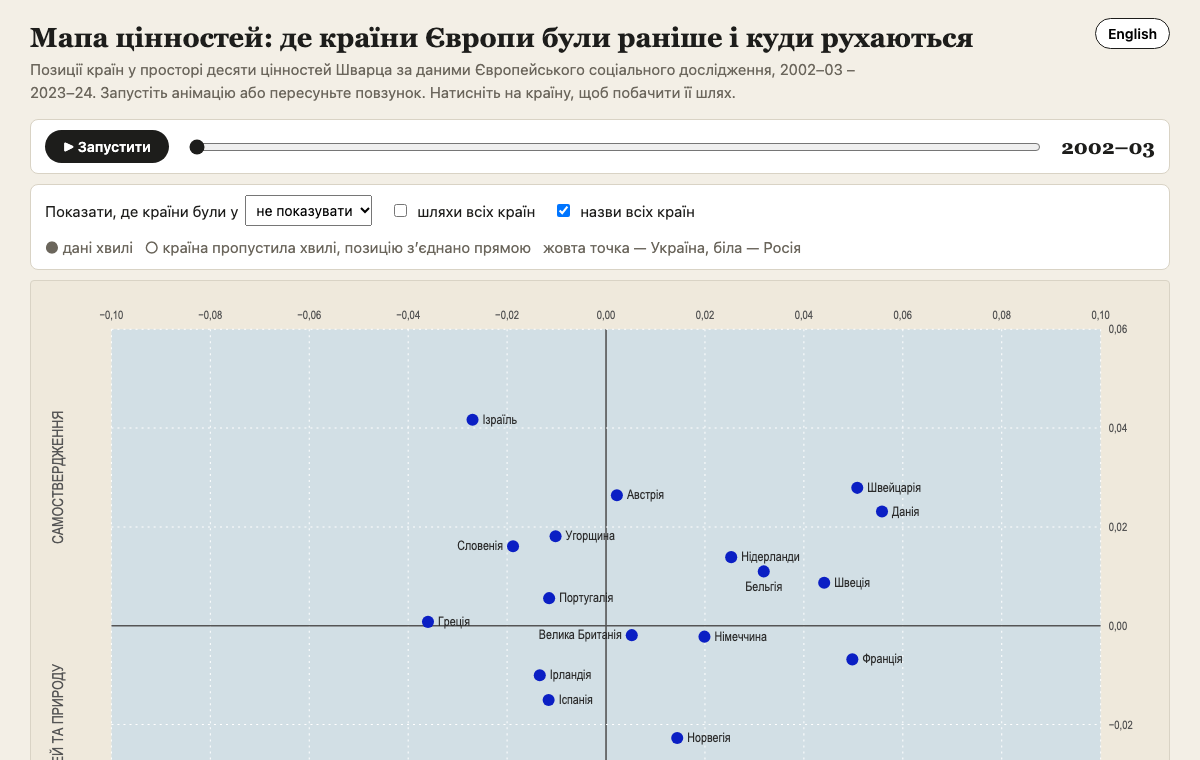 Мапа цінностей: де країни Європи були раніше і куди рухаються
English
Позиції країн у просторі десяти цінностей Шварца за даними Європейського соціального дослідження, 2002–03 –
2023–24. Запустіть анімацію або пересуньте повзунок. Натисніть на країну, щоб побачити її шлях.
▶ Запустити
2002–03
Показати, де країни були у
не показувати
шляхи всіх країн
назви всіх країн
дані хвилі
країна пропустила хвилі, позицію з’єднано прямою
жовта точка — Україна, біла — Росія
−0,10 −0,08 −0,06 −0,04 −0,02 0,00 0,02 0,04 0,06 0,08 0,10
0,06
САМОСТВЕРДЖЕННЯ
Ізраїль
0,04
Австрія
Швейцарія
Данія
0,02
Угорщина
Словенія
Нідерланди
Бельгія
Швеція
Португалія
Греція
0,00
Велика Британія
Німеччина
Франція
ЕЙ ТА ПРИРОДУ
Ірландія
Іспанія
−0,02
Норвегія